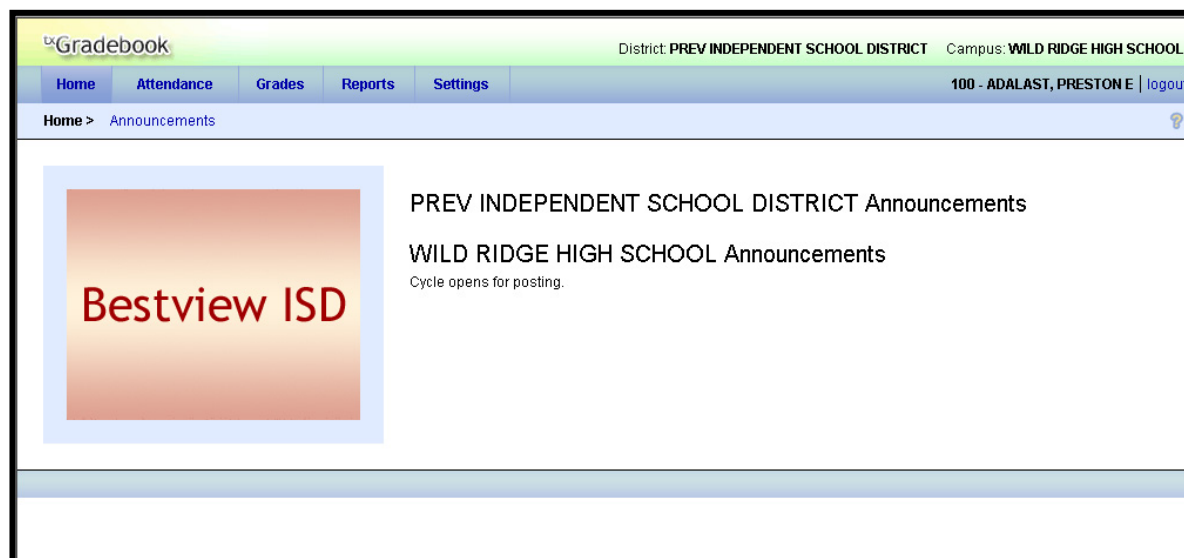 txGradebook
District: PREV INDEPENDENT SCHOOL DISTRICT Campus: WILD RIDGE HIGH SCHOOL
Home Attendance Grades Reports Settings 100 - ADALAST, PRESTON E | logou
Home > Announcements ?
Bestview ISD
PREV INDEPENDENT SCHOOL DISTRICT Announcements
WILD RIDGE HIGH SCHOOL Announcements
Cycle opens for posting.